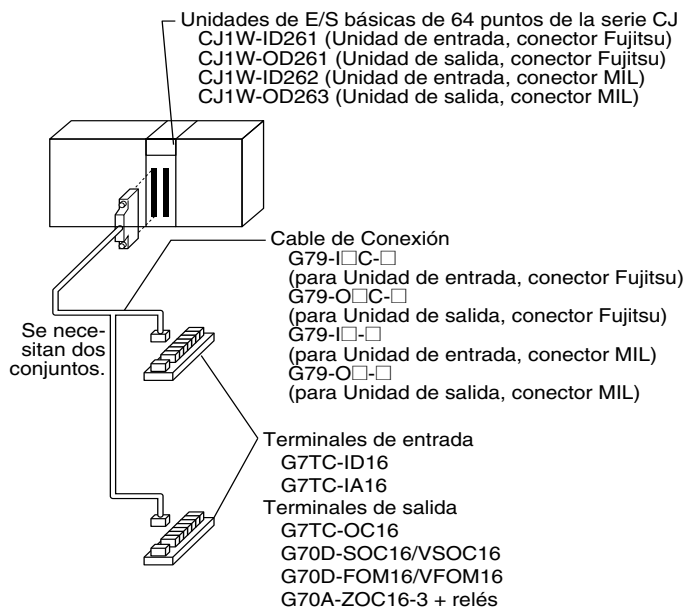 Unidades de E/S básicas de 64 puntos de la serie CJ
CJ1W-ID261 (Unidad de entrada, conector Fujitsu)
CJ1W-OD261 (Unidad de salida, conector Fujitsu)
CJ1W-ID262 (Unidad de entrada, conector MIL)
CJ1W-OD263 (Unidad de salida, conector MIL)
Cable de Conexión
G79-I□C-□
(para Unidad de entrada, conector Fujitsu)
G79-O□C-□
(para Unidad de salida, conector Fujitsu)
G79-I□-□
(para Unidad de entrada, conector MIL)
G79-O□-□
(para Unidad de salida, conector MIL)
Se nece-
sitan dos
conjuntos.
Terminales de entrada
G7TC-ID16
G7TC-IA16
Terminales de salida
G7TC-OC16
G70D-SOC16/VSOC16
G70D-FOM16/VFOM16
G70A-ZOC16-3 + relés